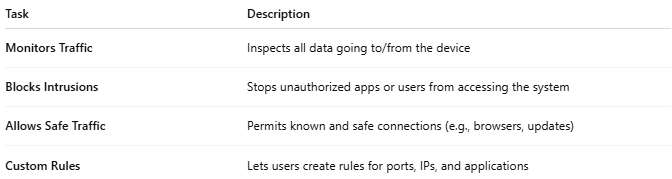 Task Description
Monitors Traffic Inspects all data going to/from the device
Blocks Intrusions Stops unauthorized apps or users from accessing the system
Allows Safe Traffic Permits known and safe connections (e.g., browsers, updates)
Custom Rules Lets users create rules for ports, IPs, and applications